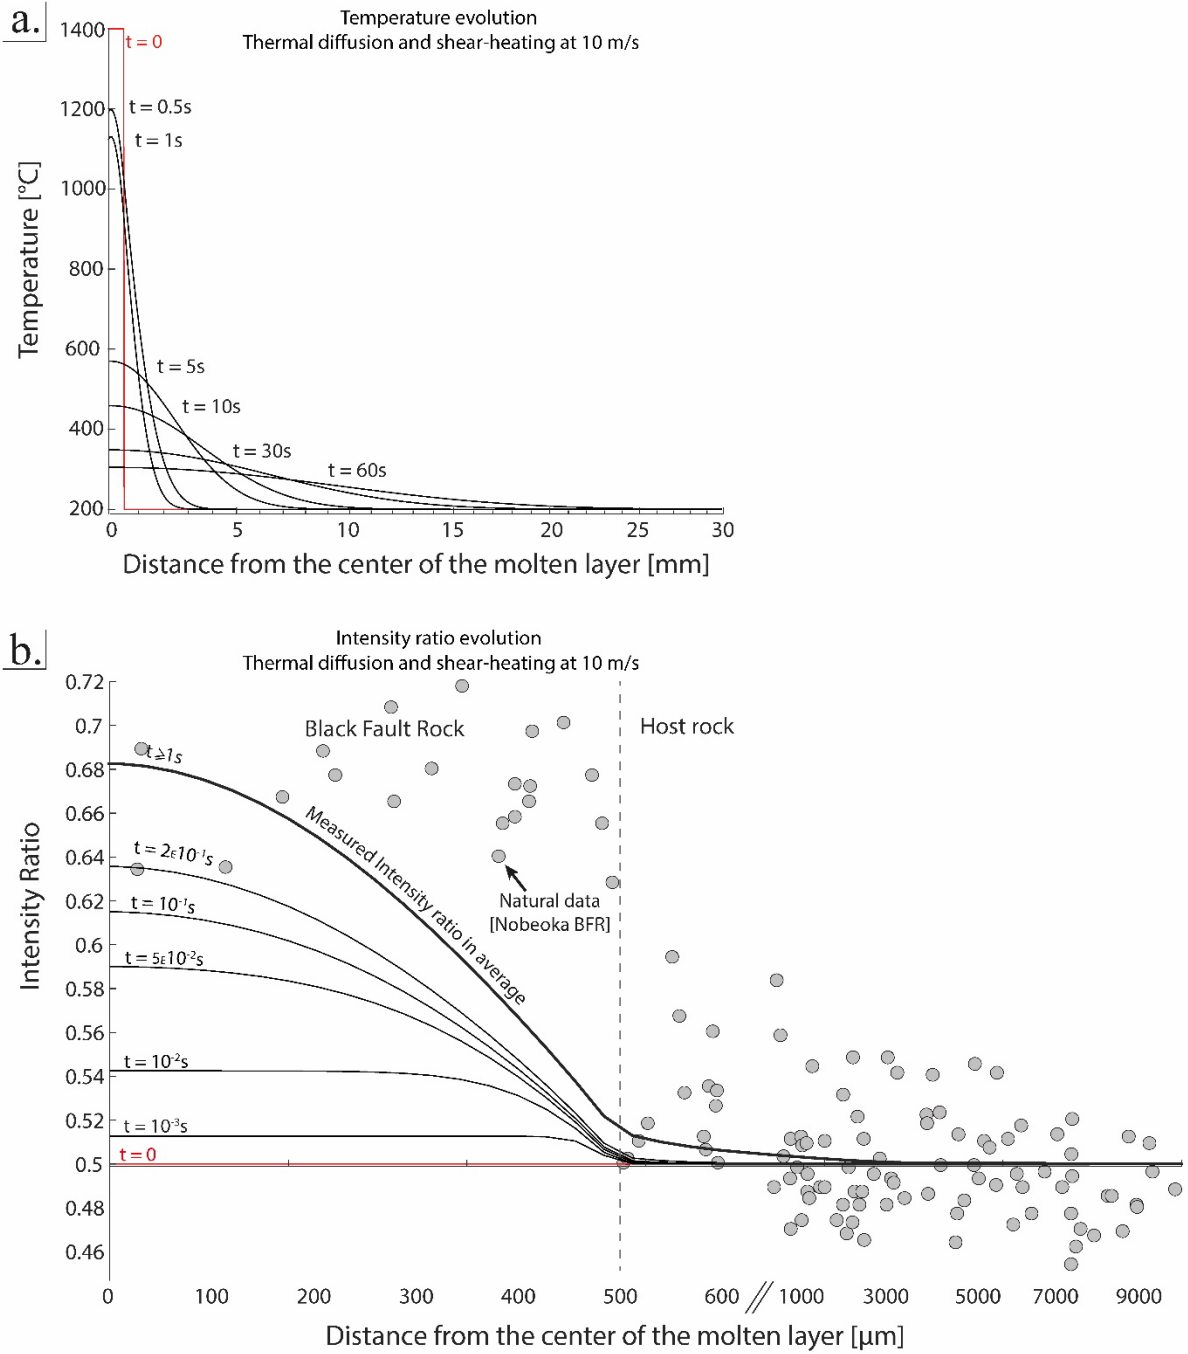 a.
Temperature evolution
Thermal diffusion and shear-heating at 10 m/s
1400
1200
1000
800
600
400
200
Temperature [°C]
t = 0
t = 0.5s
t = 1s
t = 5s
t = 10s
t = 30s
t = 60s
0 5 10 15 20 25 30
Distance from the center of the molten layer [mm]
b.
Intensity ratio evolution
Thermal diffusion and shear-heating at 10 m/s
0.72
0.7
0.68
0.66
0.64
0.62
0.6
0.58
0.56
0.54
0.52
0.5
0.48
0.46
Intensity Ratio
Black Fault Rock
Host rock
t ⩾1s
Measured Intensity ratio in average
t = 2ε10⁻¹s
t = 10⁻¹s
t = 5ε10⁻²s
t = 10⁻²s
t = 10⁻³s
t = 0
Natural data
[Nobeoka BFR]
0 100 200 300 400 500 600 // 1000 3000 5000 7000 9000
Distance from the center of the molten layer [µm]